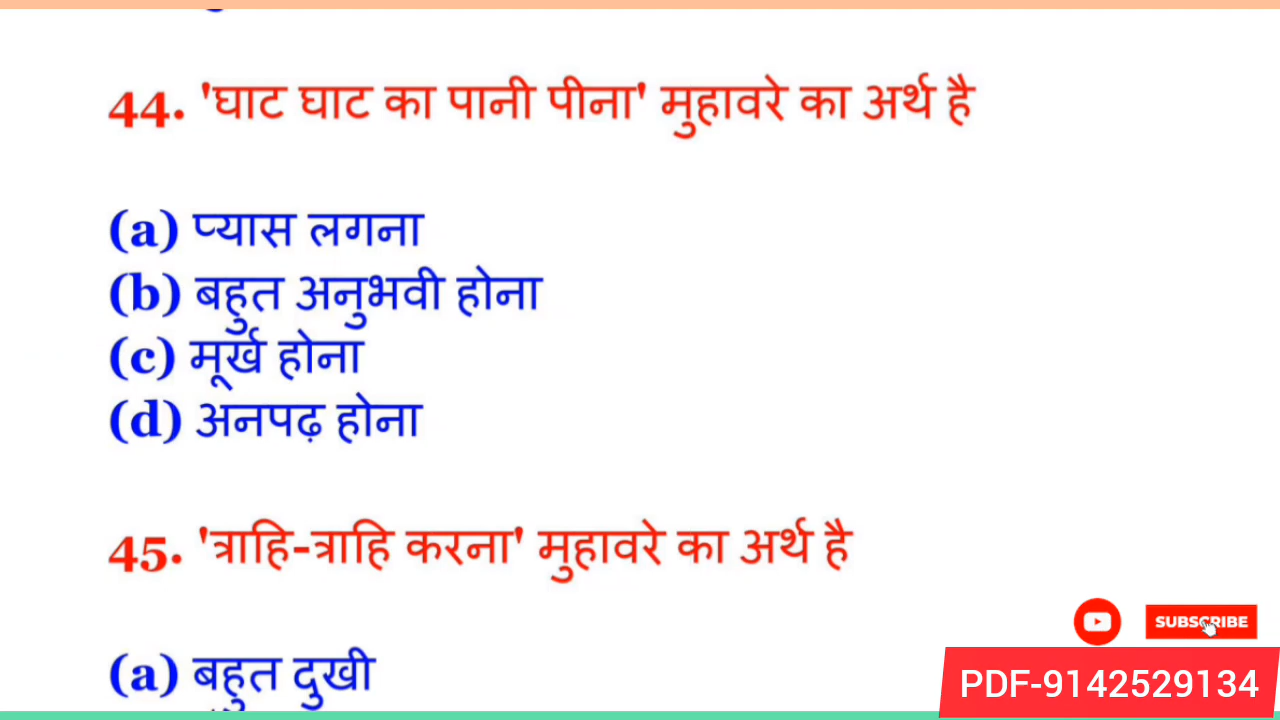 44. 'घाट घाट का पानी पीना' मुहावरे का अर्थ है
(a) प्यास लगना
(b) बहुत अनुभवी होना
(c) मूर्ख होना
(d) अनपढ़ होना
45. 'त्राहि-त्राहि करना' मुहावरे का अर्थ है
(a) बहुत दुखी
SUBSCRIBE
PDF-9142529134